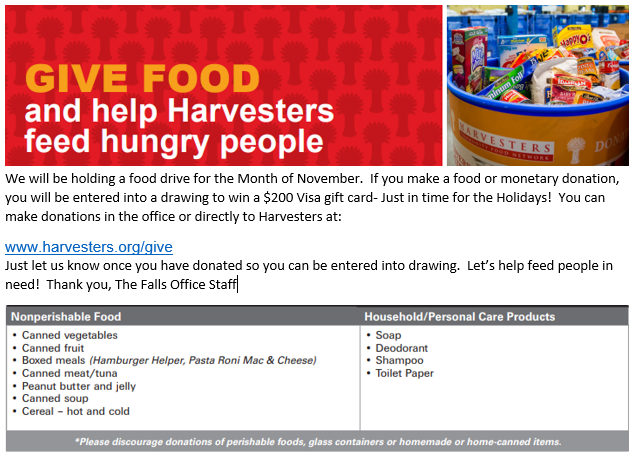 GIVE FOOD
and help Harvesters
feed hungry people
HARVESTERS
We will be holding a food drive for the Month of November.  If you make a food or monetary donation,
you will be entered into a drawing to win a $200 Visa gift card- Just in time for the Holidays!  You can
make donations in the office or directly to Harvesters at:
www.harvesters.org/give
Just let us know once you have donated so you can be entered into drawing.  Let's help feed people in
need!  Thank you, The Falls Office Staff
Nonperishable Food
• Canned vegetables
• Canned fruit
• Boxed meals (Hamburger Helper, Pasta Roni Mac & Cheese)
• Canned meat/tuna
• Peanut butter and jelly
• Canned soup
• Cereal – hot and cold
Household/Personal Care Products
• Soap
• Deodorant
• Shampoo
• Toilet Paper
*Please discourage donations of perishable foods, glass containers or homemade or home-canned items.